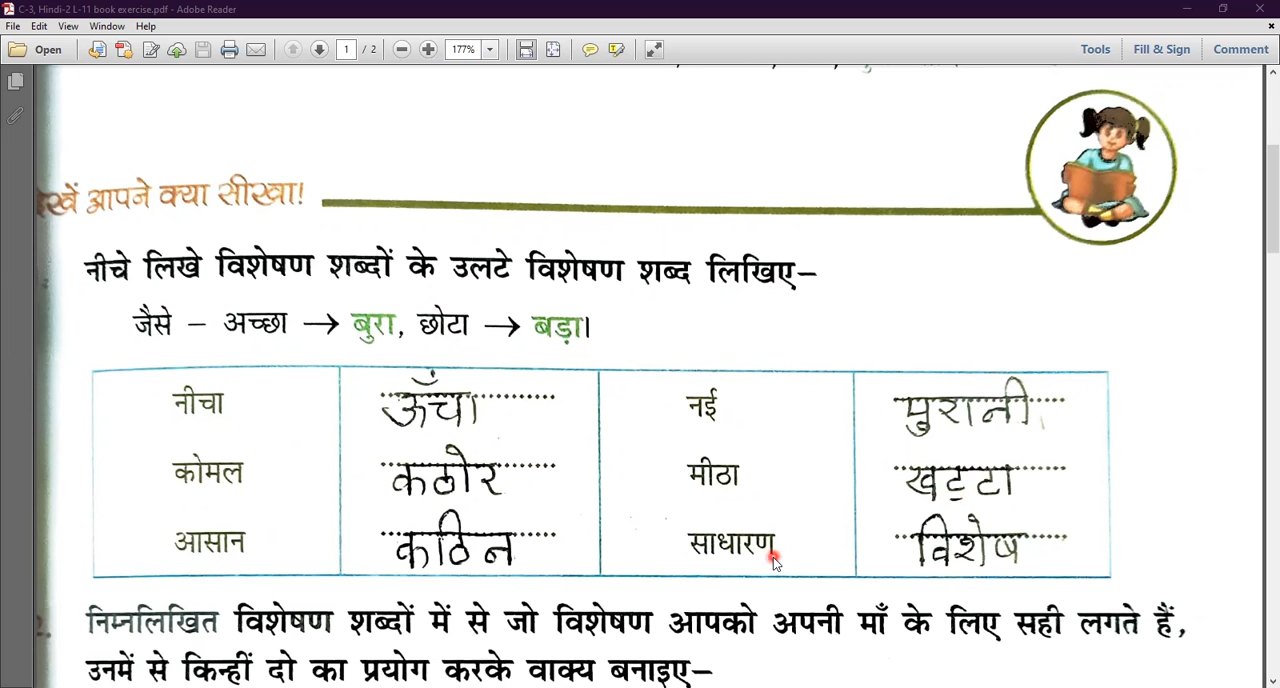 C-3, Hindi-2 L-11 book exercise.pdf - Adobe Reader
File Edit View Window Help
Open 1 / 2 177% Tools Fill & Sign Comment
आपने क्या सीखा!
नीचे लिखे विशेषण शब्दों के उलटे विशेषण शब्द लिखिए–
जैसे – अच्छा → बुरा, छोटा → बड़ा।
नीचा ऊँचा नई पुरानी
कोमल कठोर मीठा खट्टा
आसान कठिन साधारण विशेष
2. निम्नलिखित विशेषण शब्दों में से जो विशेषण आपको अपनी माँ के लिए सही लगते हैं,
उनमें से किन्हीं दो का प्रयोग करके वाक्य बनाइए–